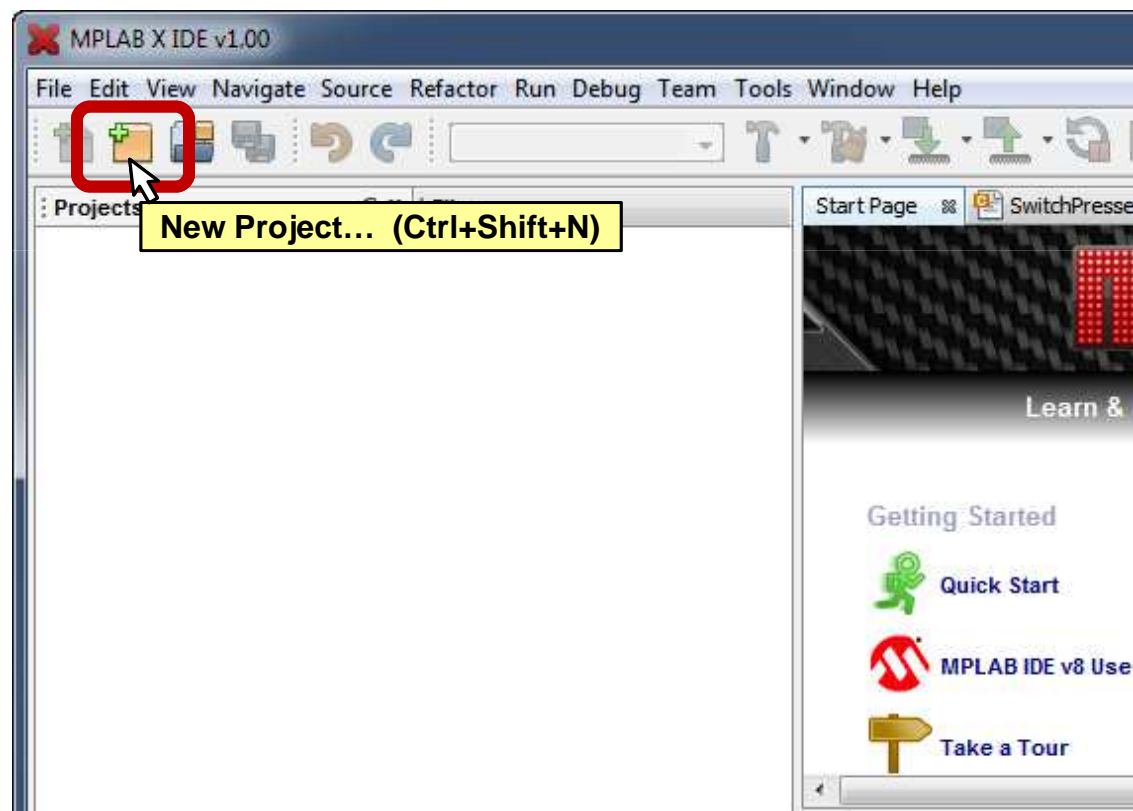 MPLAB X IDE v1.00
File Edit View Navigate Source Refactor Run Debug Team Tools Window Help
Projects
Start Page
SwitchPresse
New Project… (Ctrl+Shift+N)
Learn &
Getting Started
Quick Start
MPLAB IDE v8 Use
Take a Tour